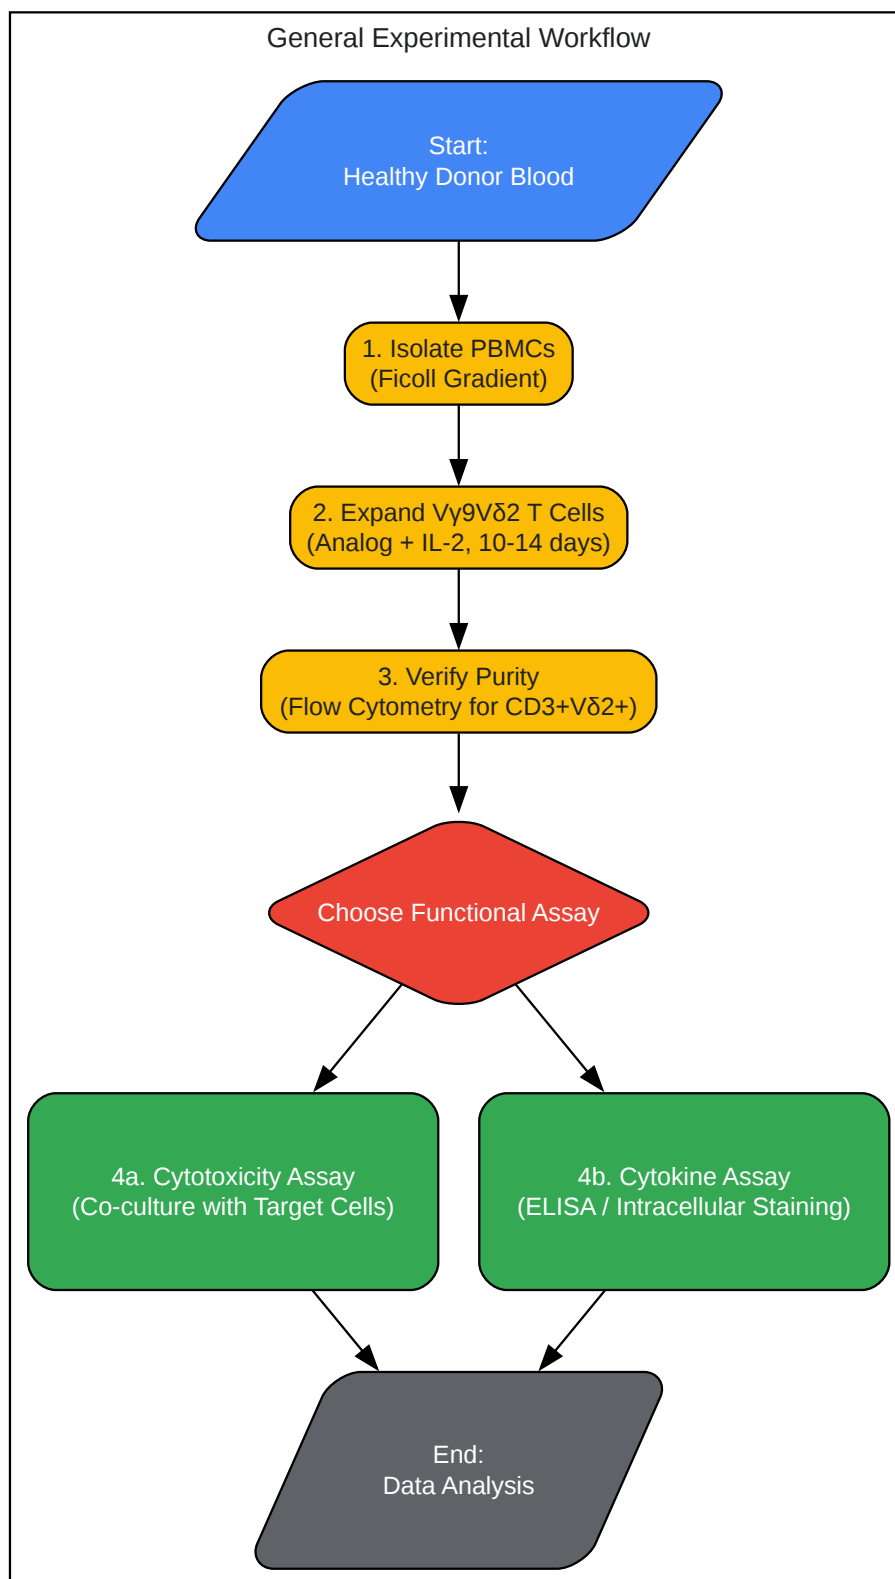 General Experimental Workflow
Start:
Healthy Donor Blood
1. Isolate PBMCs
(Ficoll Gradient)
2. Expand Vγ9Vδ2 T Cells
(Analog + IL-2, 10-14 days)
3. Verify Purity
(Flow Cytometry for CD3+Vδ2+)
Choose Functional Assay
4a. Cytotoxicity Assay
(Co-culture with Target Cells)
4b. Cytokine Assay
(ELISA / Intracellular Staining)
End:
Data Analysis